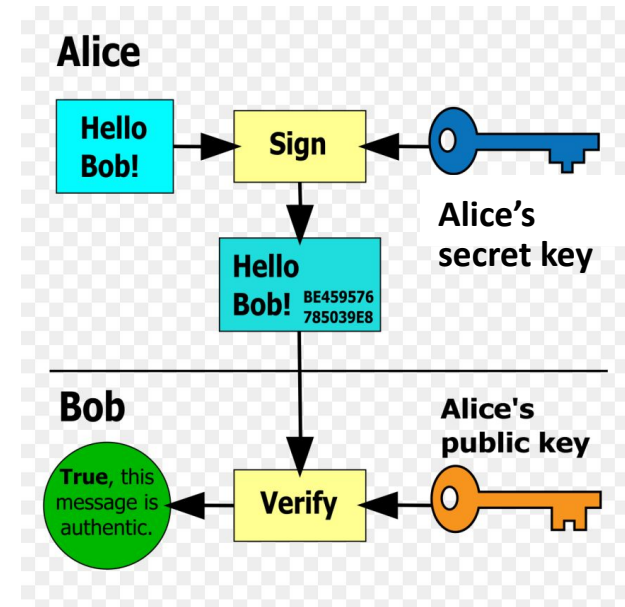 Alice
Hello
Bob!
Sign
Alice’s
secret key
Hello
Bob! BE459576
785039E8
Bob
Alice's
public key
True, this
message is
authentic.
Verify